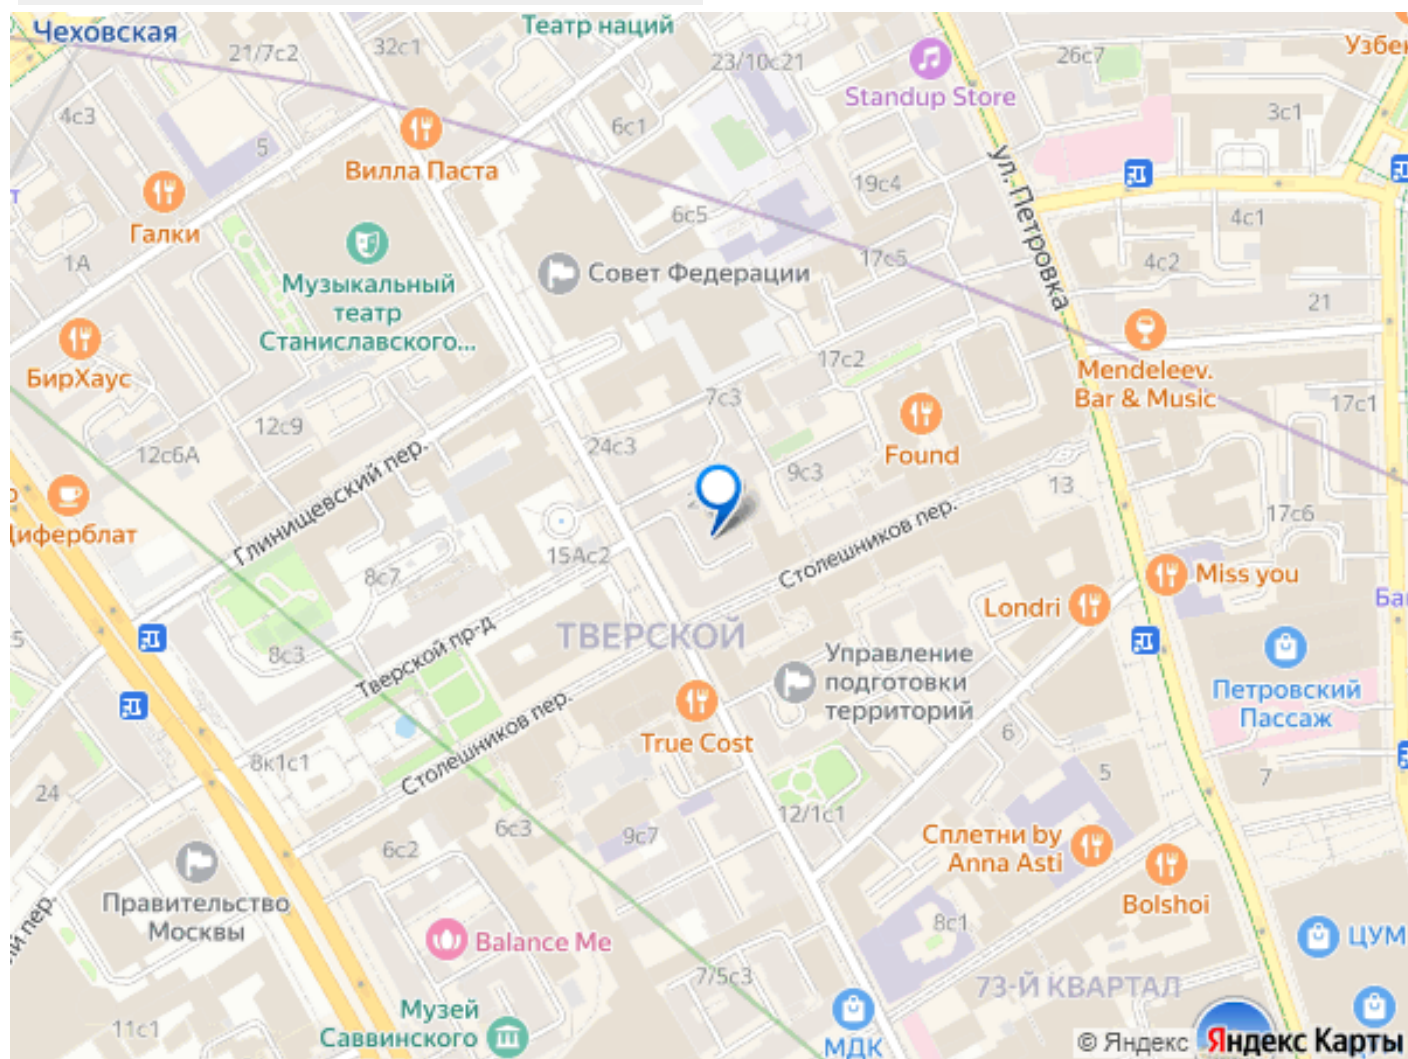 Чеховская
21/7с2
32с1
Театр наций
23/10с21
Standup Store
26с7
Узбек
4с3
5
6с1
3с1
Вилла Паста
ул. Петровка
Галки
19с4
6с5
4с1
1А
Музыкальный
театр
Станиславского...
Совет Федерации
17с5
4с2
21
БирХаус
17с2
Mendeleev.
Bar & Music
7с3
17с1
12с9
12с6А
24с3
Found
9с3
13
Глинищевский пер.
Столешников пер.
17с6
Циферблат
15Ас2
8с7
Miss you
Londri
5
8с3
Тверской пр-д
ТВЕРСКОЙ
Управление
подготовки
территорий
Петровский
Пассаж
Столешников пер.
True Cost
6
8к1с1
24
5
7
12/1с1
6с3
9с7
6с2
Сплетни by
Anna Asti
Правительство
Москвы
Bolshoi
8с1
Balance Me
ЦУМ
7/5с3
73-Й КВАРТАЛ
Музей
Саввинского
11с1
МДК
© Яндекс
Яндекс Карты